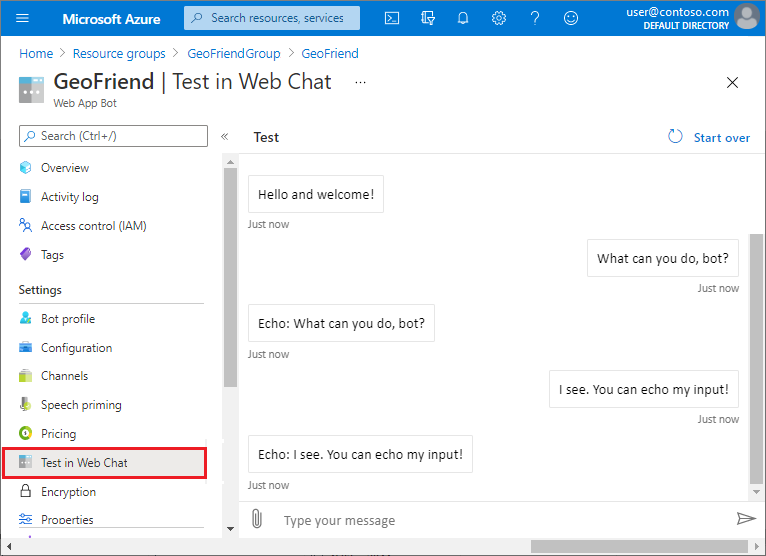 Microsoft Azure
Search resources, services
user@contoso.com
DEFAULT DIRECTORY
Home > Resource groups > GeoFriendGroup > GeoFriend
GeoFriend | Test in Web Chat ...
Web App Bot
Search (Ctrl+/)
«
Overview
Activity log
Access control (IAM)
Tags
Settings
Bot profile
Configuration
Channels
Speech priming
Pricing
Test in Web Chat
Encryption
Properties
Test
Start over
Hello and welcome!
Just now
What can you do, bot?
Just now
Echo: What can you do, bot?
Just now
I see. You can echo my input!
Just now
Echo: I see. You can echo my input!
Just now
Type your message